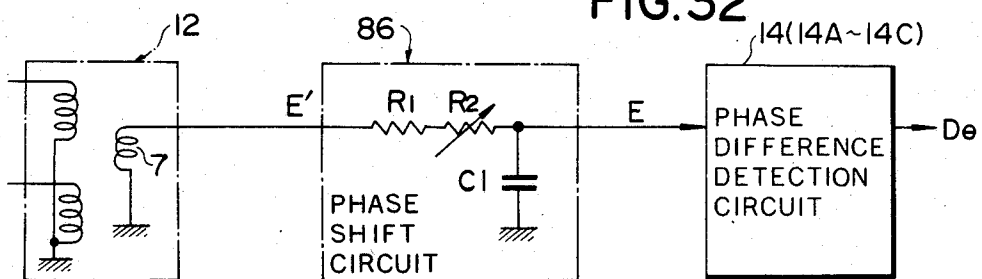 FIG.32
12
86
14(14A~14C)
E'
R1
R2
E
PHASE
DIFFERENCE
DETECTION
CIRCUIT
De
7
C1
PHASE
SHIFT
CIRCUIT